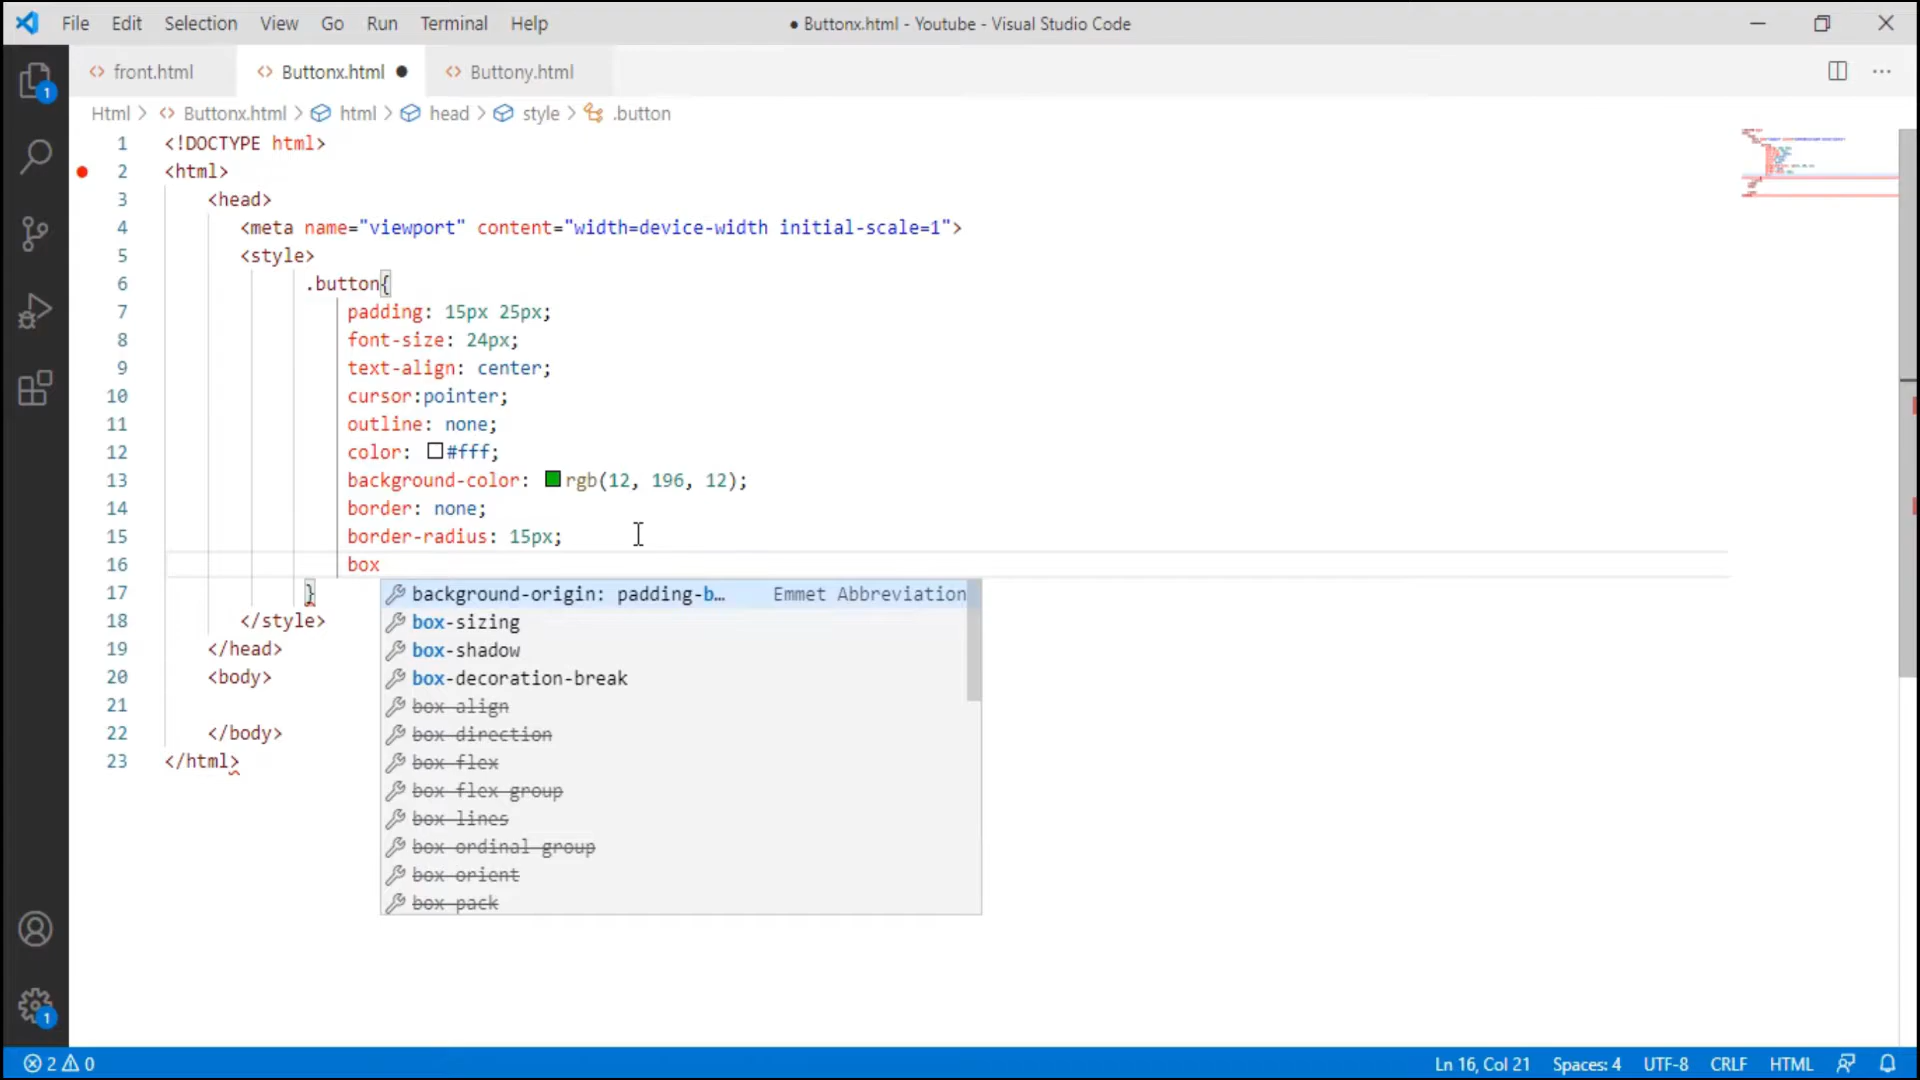 File Edit Selection View Go Run Terminal Help ● Buttonx.html - Youtube - Visual Studio Code
front.html Buttonx.html ● Buttony.html
Html > Buttonx.html > html > head > style > .button
1 <!DOCTYPE html>
2 <html>
3 <head>
4 <meta name="viewport" content="width=device-width initial-scale=1">
5 <style>
6 .button{
7 padding: 15px 25px;
8 font-size: 24px;
9 text-align: center;
10 cursor:pointer;
11 outline: none;
12 color: #fff;
13 background-color: rgb(12, 196, 12);
14 border: none;
15 border-radius: 15px;
16 box
17 }
background-origin: padding-b… Emmet Abbreviation
18 </style>
box-sizing
19 </head>
box-shadow
20 <body>
box-decoration-break
21
box-align
22 </body>
box-direction
23 </html>
box-flex
box-flex-group
box-lines
box-ordinal-group
box-orient
box-pack
1
1
2 0 Ln 16, Col 21 Spaces: 4 UTF-8 CRLF HTML